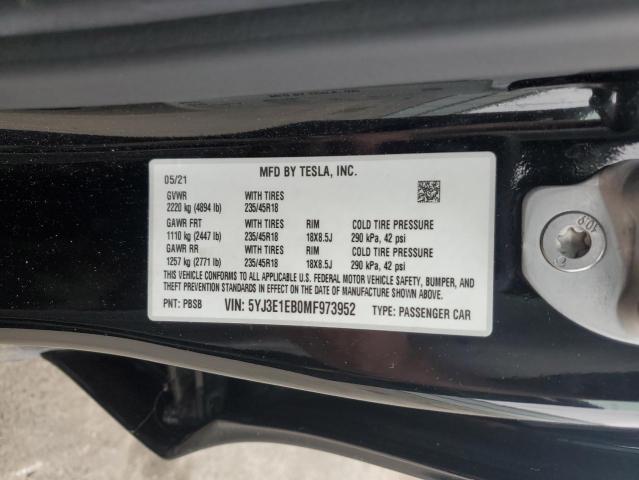 MFD BY TESLA, INC.
05/21
GVWR WITH TIRES
2220 kg (4894 lb) 235/45R18
GAWR FRT WITH TIRES RIM COLD TIRE PRESSURE
1110 kg (2447 lb) 235/45R18 18X8.5J 290 kPa, 42 psi
GAWR RR WITH TIRES RIM COLD TIRE PRESSURE
1257 kg (2771 lb) 235/45R18 18X8.5J 290 kPa, 42 psi
THIS VEHICLE CONFORMS TO ALL APPLICABLE U.S. FEDERAL MOTOR VEHICLE SAFETY, BUMPER, AND
THEFT PREVENTION STANDARDS IN EFFECT ON THE DATE OF MANUFACTURE SHOWN ABOVE.
PNT: PBSB VIN: 5YJ3E1EB0MF973952 TYPE: PASSENGER CAR
10.9